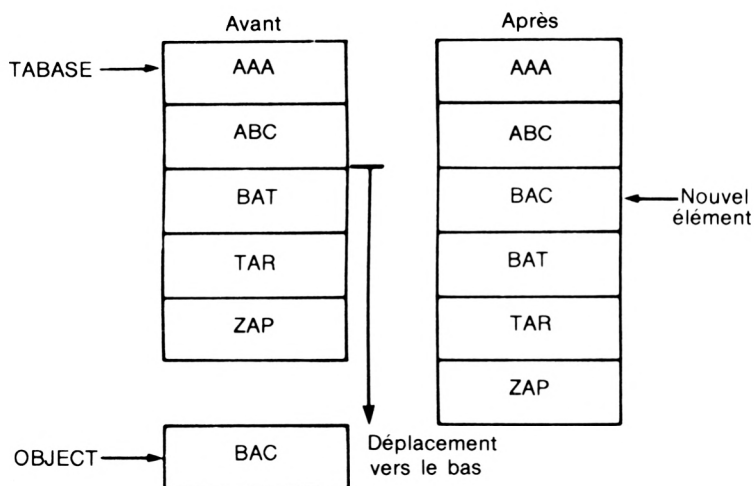 Avant
TABASE
AAA
ABC
BAT
TAR
ZAP
OBJECT
BAC
Déplacement
vers le bas
Après
AAA
ABC
BAC
BAT
TAR
ZAP
Nouvel
élément